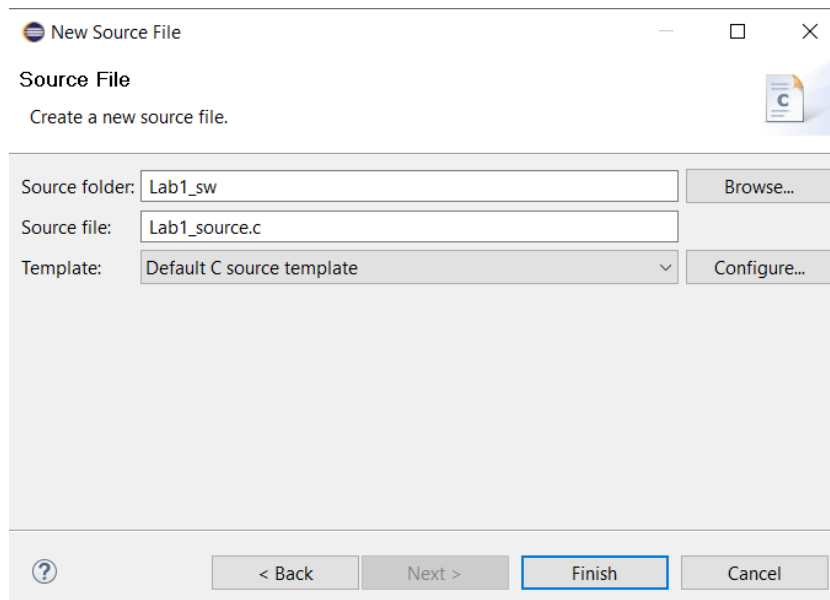 New Source File
Source File
Create a new source file.
C
Source folder: Lab1_sw Browse...
Source file: Lab1_source.c
Template: Default C source template Configure...
? < Back Next > Finish Cancel